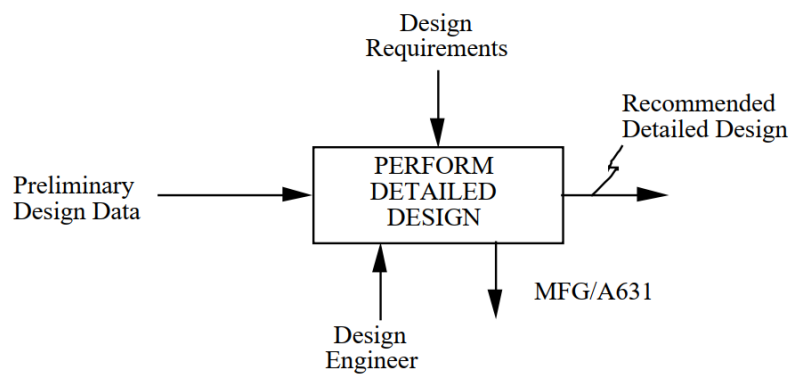 Design
Requirements
Recommended
Detailed Design
PERFORM
DETAILED
DESIGN
Preliminary
Design Data
MFG/A631
Design
Engineer